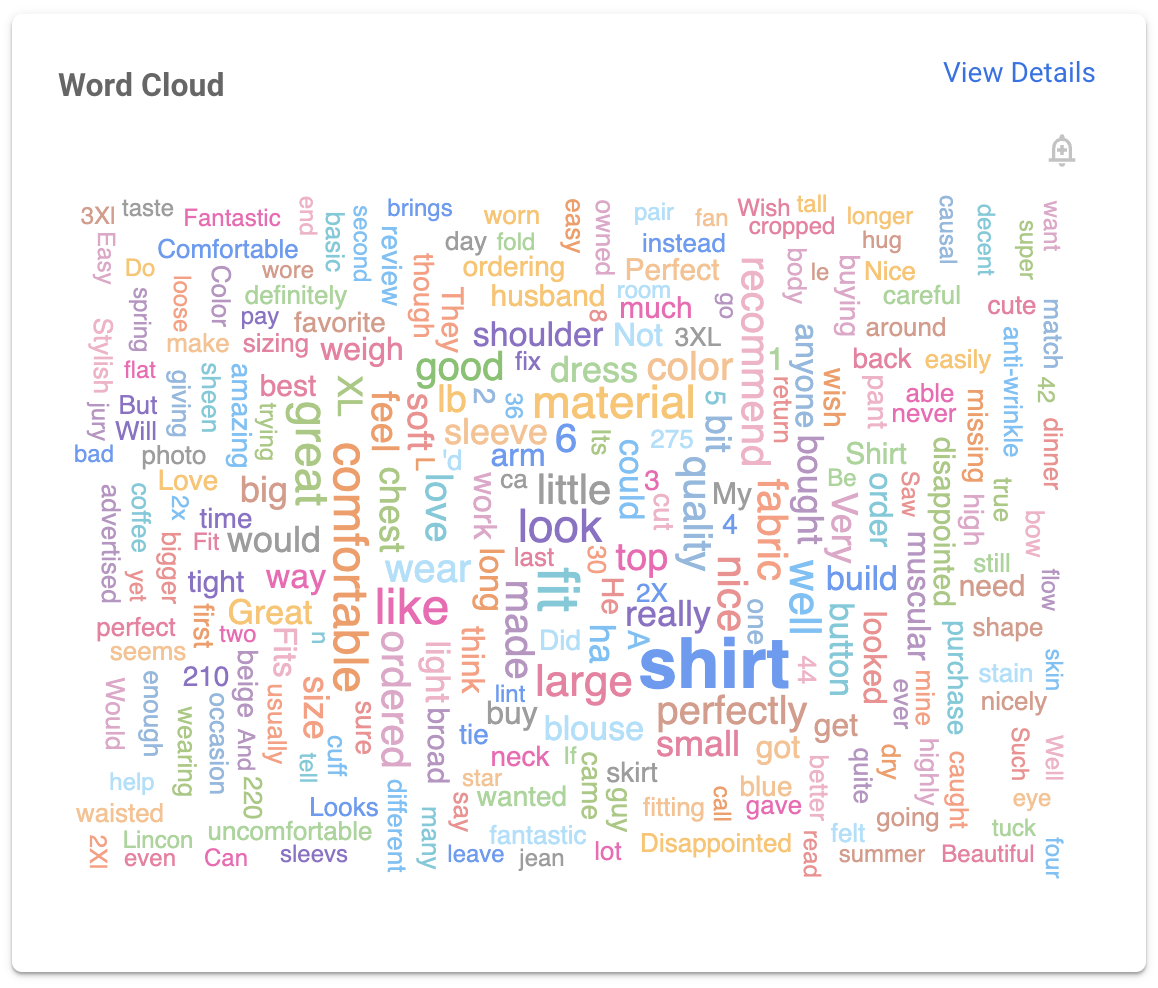 Word Cloud
View Details
3Xl
taste
Fantastic
end
basic
second
brings
worn
easy
owned
pair
fan
Wish
tall
cropped
longer
causal
decent
super
want
Easy
Comfortable
review
day
fold
instead
hug
Do
loose
Color
wore
though
ordering
Perfect
recommend
body
le
buying
Nice
spring
definitely
They
husband
room
8
much
go
careful
cute
match
Stylish
pay
favorite
shoulder
Not
3XL
around
anti-wrinkle
make
sizing
weigh
good
fix
dress
color
1
anyone
back
easily
flat
giving
sheen
amazing
best
XL
feel
soft
lb
2
36
material
5
bit
return
wish
pant
able
never
missing
42
jury
But
Will
trying
great
comfortable
sleeve
6
Its
275
dinner
bad
photo
L
'd
arm
could
quality
bought
Shirt
disappointed
Love
big
chest
love
work
ca
little
3
cut
My
fabric
Be
Very
order
Saw
high
true
advertised
coffee
2x
time
look
4
bow
bigger
Fit
would
last
30
top
muscular
still
yet
tight
way
wear
long
fit
nice
well
build
need
flow
first
Great
like
made
He
2X
really
one
button
looked
perfect
two
Fits
n
ordered
light
think
Did
ha
A
shirt
44
purchase
shape
seems
210
beige
large
stain
skin
Would
enough
occasion
usually
size
sure
broad
lint
buy
perfectly
ever
mine
nicely
wearing
And
tie
blouse
get
tell
cuff
neck
If
came
small
got
quite
dry
highly
caught
Such
Well
help
220
different
star
skirt
guy
blue
better
eye
waisted
Looks
many
say
wanted
fitting
call
gave
going
2Xl
Lincon
uncomfortable
fantastic
felt
tuck
four
even
Can
sleevs
leave
jean
lot
Disappointed
read
summer
Beautiful